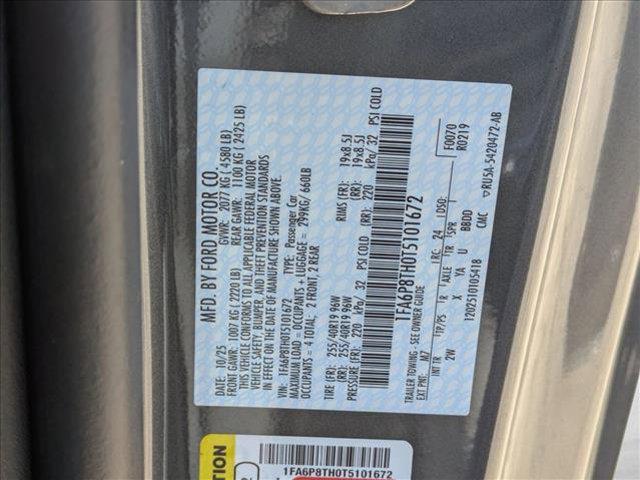 MFD. BY FORD MOTOR CO.
DATE: 10/25 GVWR: 2077 KG ( 4580 LB)
FRONT GAWR: 1007 KG ( 2220 LB) REAR GAWR: 1100 KG ( 2425 LB)
THIS VEHICLE CONFORMS TO ALL APPLICABLE FEDERAL MOTOR
VEHICLE SAFETY, BUMPER, AND THEFT PREVENTION STANDARDS
IN EFFECT ON THE DATE OF MANUFACTURE SHOWN ABOVE.
VIN: 1FA6P8TH0T5101672 TYPE: Passenger Car
MAXIMUM LOAD = OCCUPANTS + LUGGAGE = 299KG/ 660LB
OCCUPANTS = 4 TOTAL; 2 FRONT, 2 REAR
TIRE (FR): 255/40R19 96W RIMS (FR): 19x8.5J
(RR): 255/40R19 96W (RR): 19x8.5J
PRESSURE (FR): 220 kPa/ 32 PSI COLD (RR): 220 kPa/ 32 PSI COLD
1FA6P8TH0T5101672
TRAILER TOWING - SEE OWNER GUIDE
EXT PNT: M7 RC: 24 DSO: F0070
R0219
INT TR TP/PS R AXLE TR SPR
2W X YA U BBDD
120251010S418 CMC ▽RU5A-5420472-AB
1FA6P8TH0T5101672